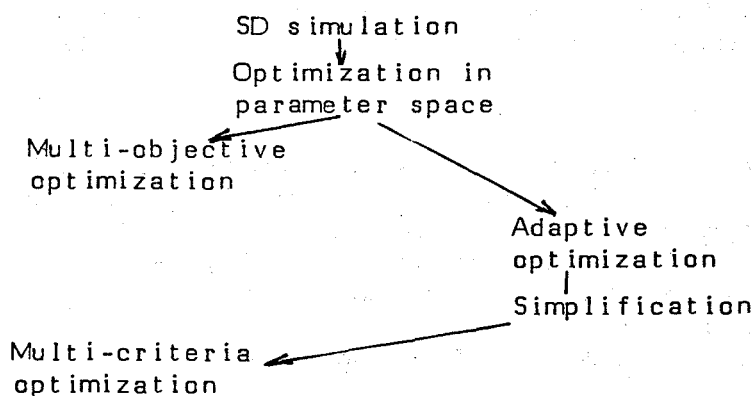 SD simulation
Optimization in
parameter space
Multi-objective
optimization
Adaptive
optimization
Simplification
Multi-criteria
optimization